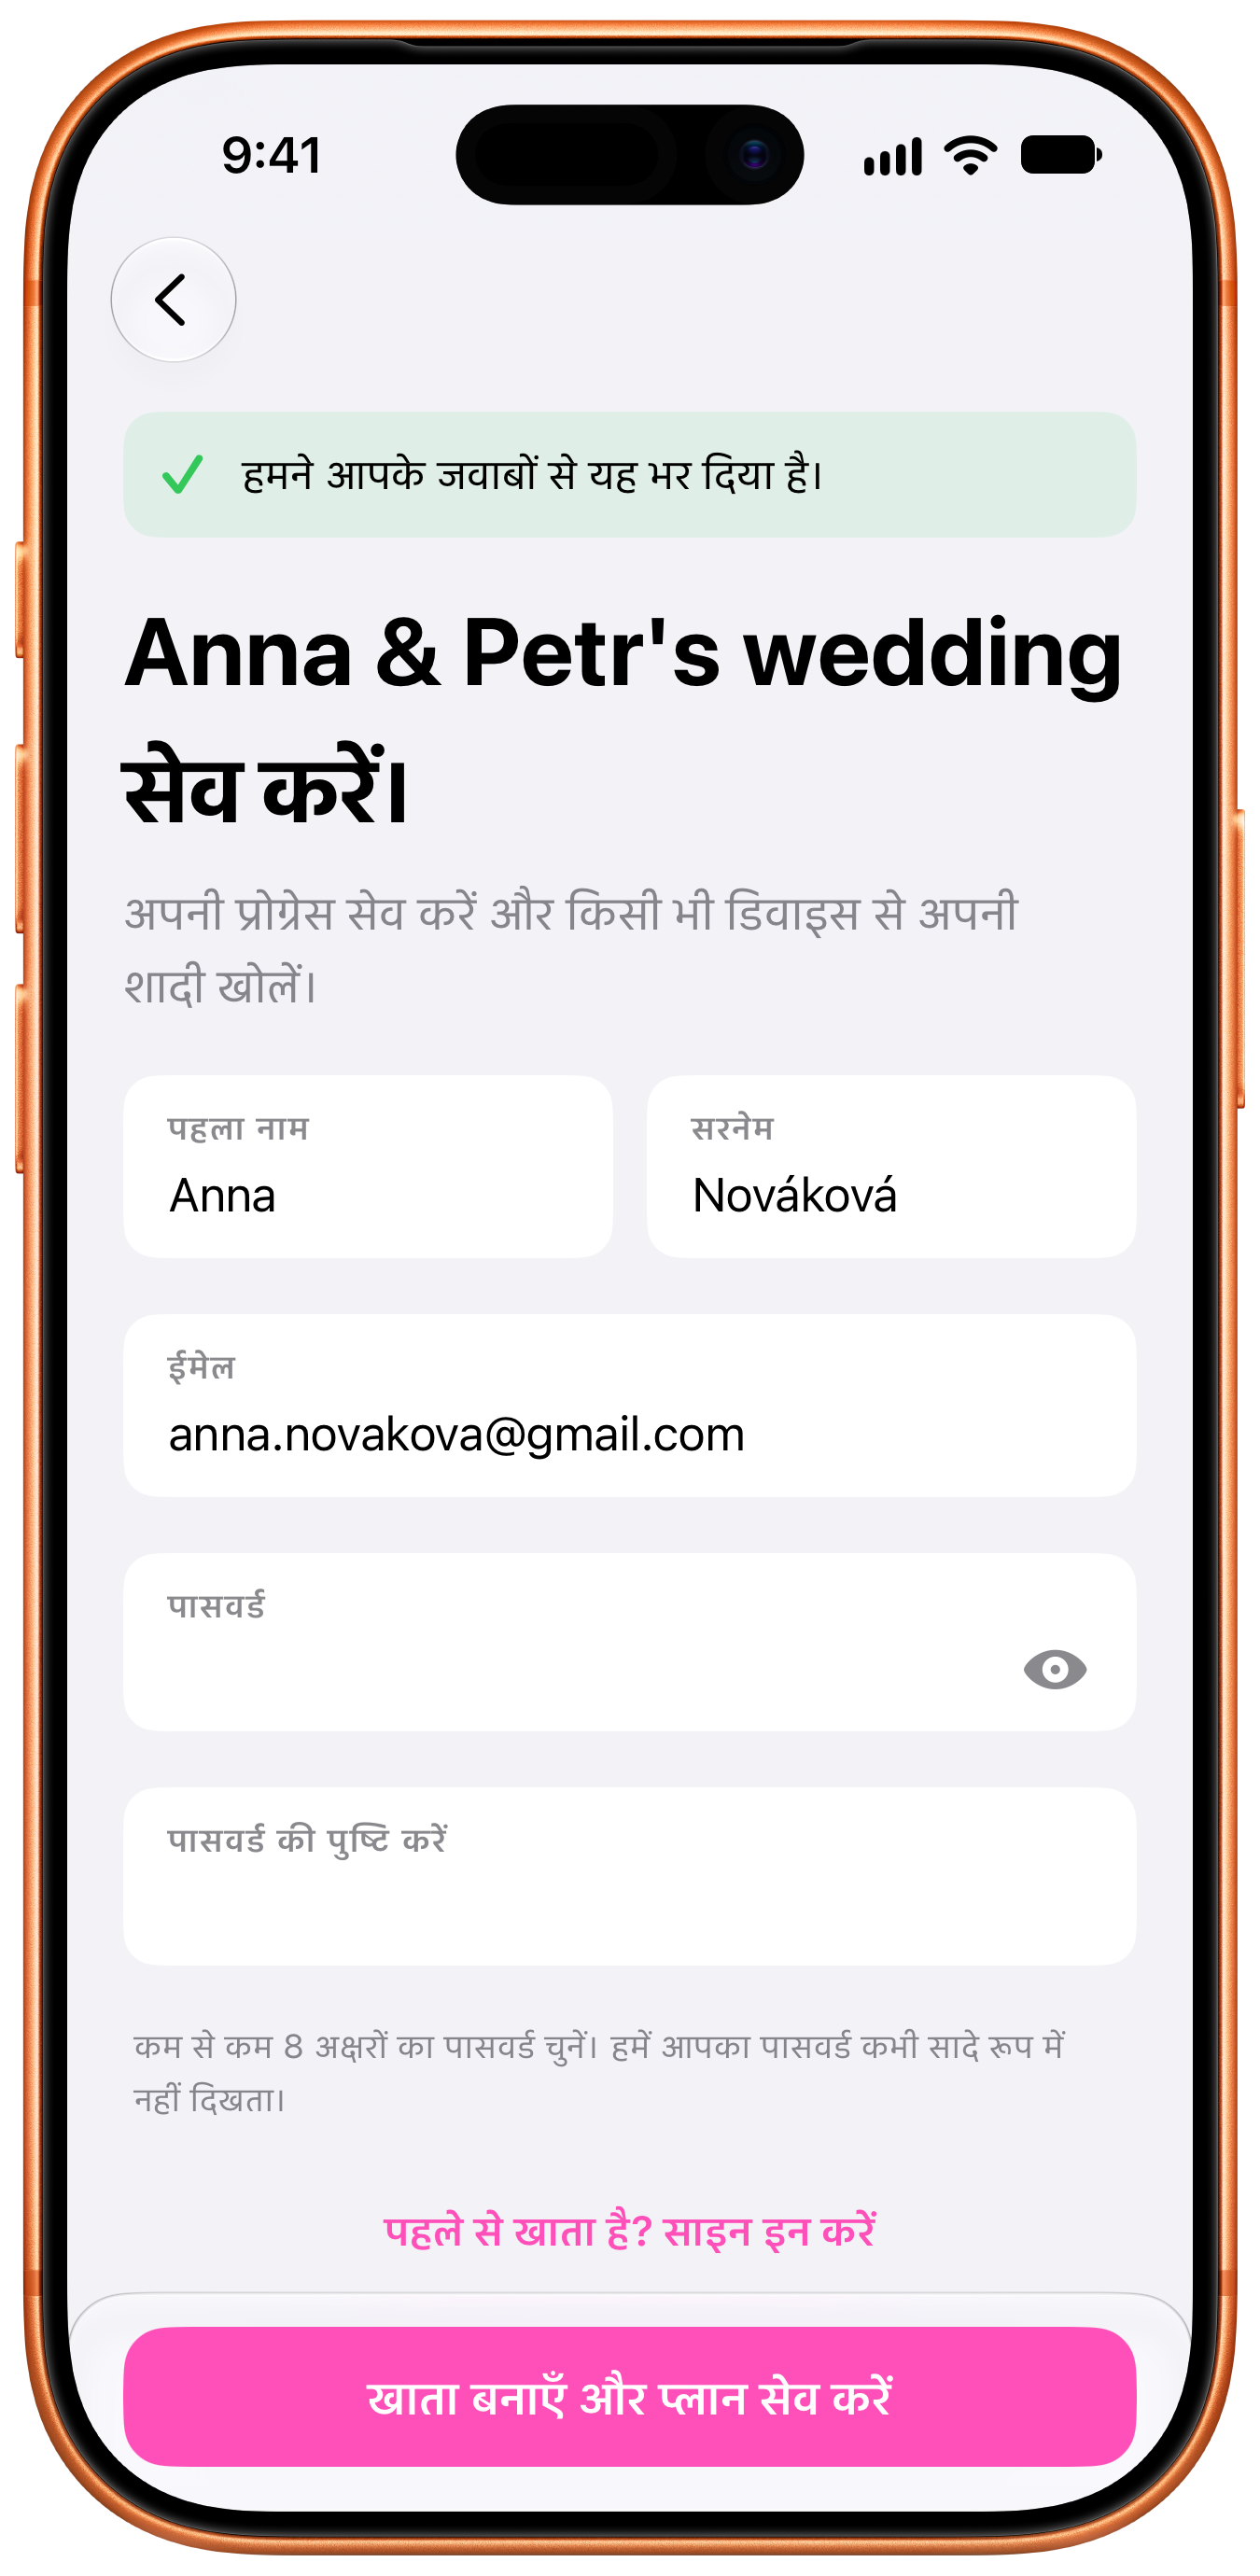 9:41
हमने आपके जवाबों से यह भर दिया है।
Anna & Petr's wedding
सेव करें।
अपनी प्रोग्रेस सेव करें और किसी भी डिवाइस से अपनी
शादी खोलें।
पहला नाम
सरनेम
Anna
Nováková
ईमेल
anna.novakova@gmail.com
पासवर्ड
पासवर्ड की पुष्टि करें
कम से कम 8 अक्षरों का पासवर्ड चुनें। हमें आपका पासवर्ड कभी सादे रूप में
नहीं दिखता।
पहले से खाता है? साइन इन करें
खाता बनाएँ और प्लान सेव करें